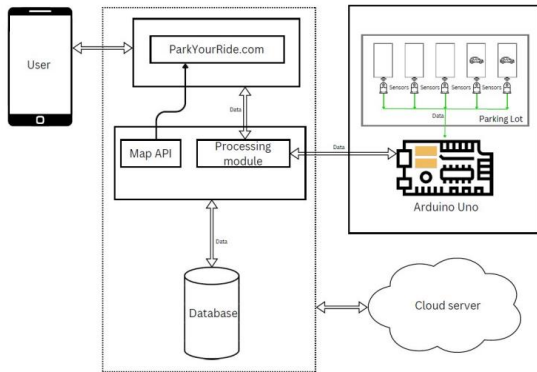 User
ParkYourRide.com
Data
Map API
Processing
module
Data
Data
Database
Sensors
Sensors
Sensors
Sensors
Data
Parking Lot
Arduino Uno
Cloud server